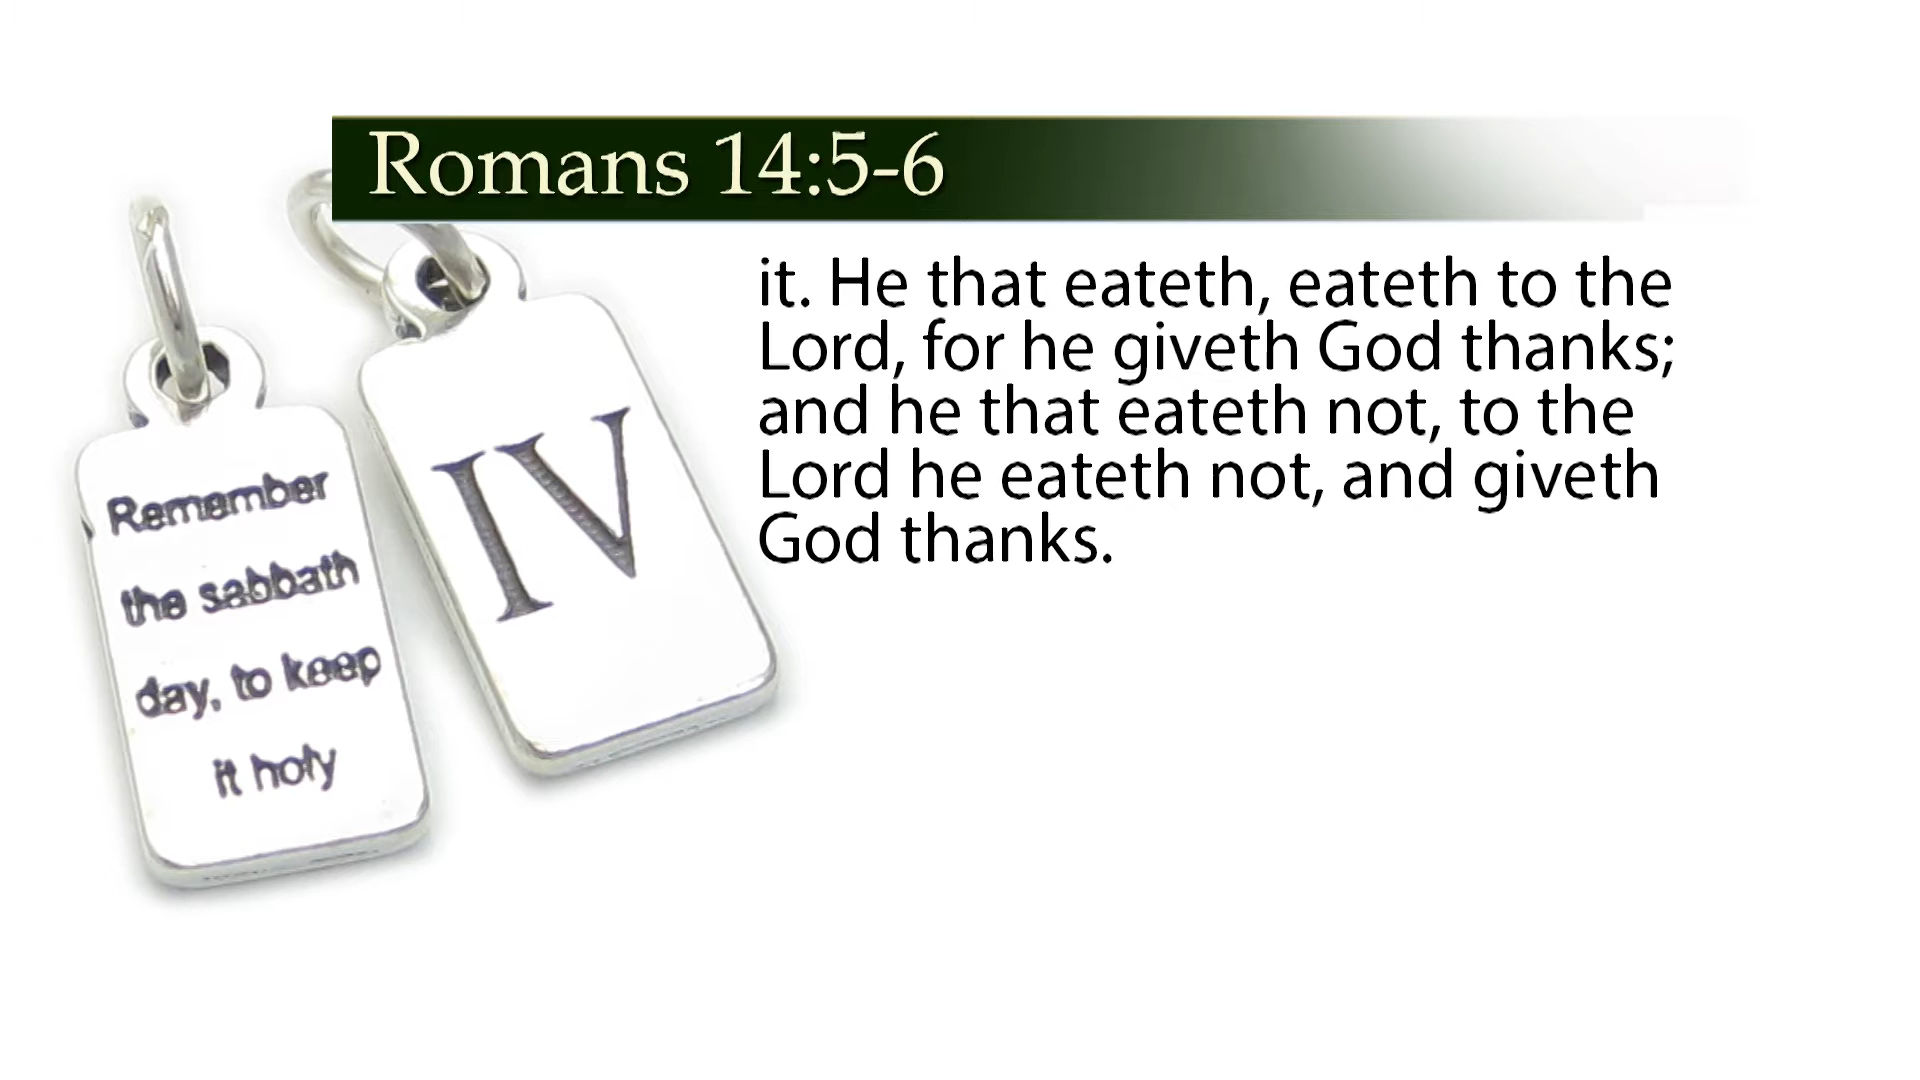 Romans 14:5-6
it. He that eateth, eateth to the
Lord, for he giveth God thanks;
and he that eateth not, to the
Lord he eateth not, and giveth
God thanks.
Remember
the sabbath
day, to keep
it holy
IV